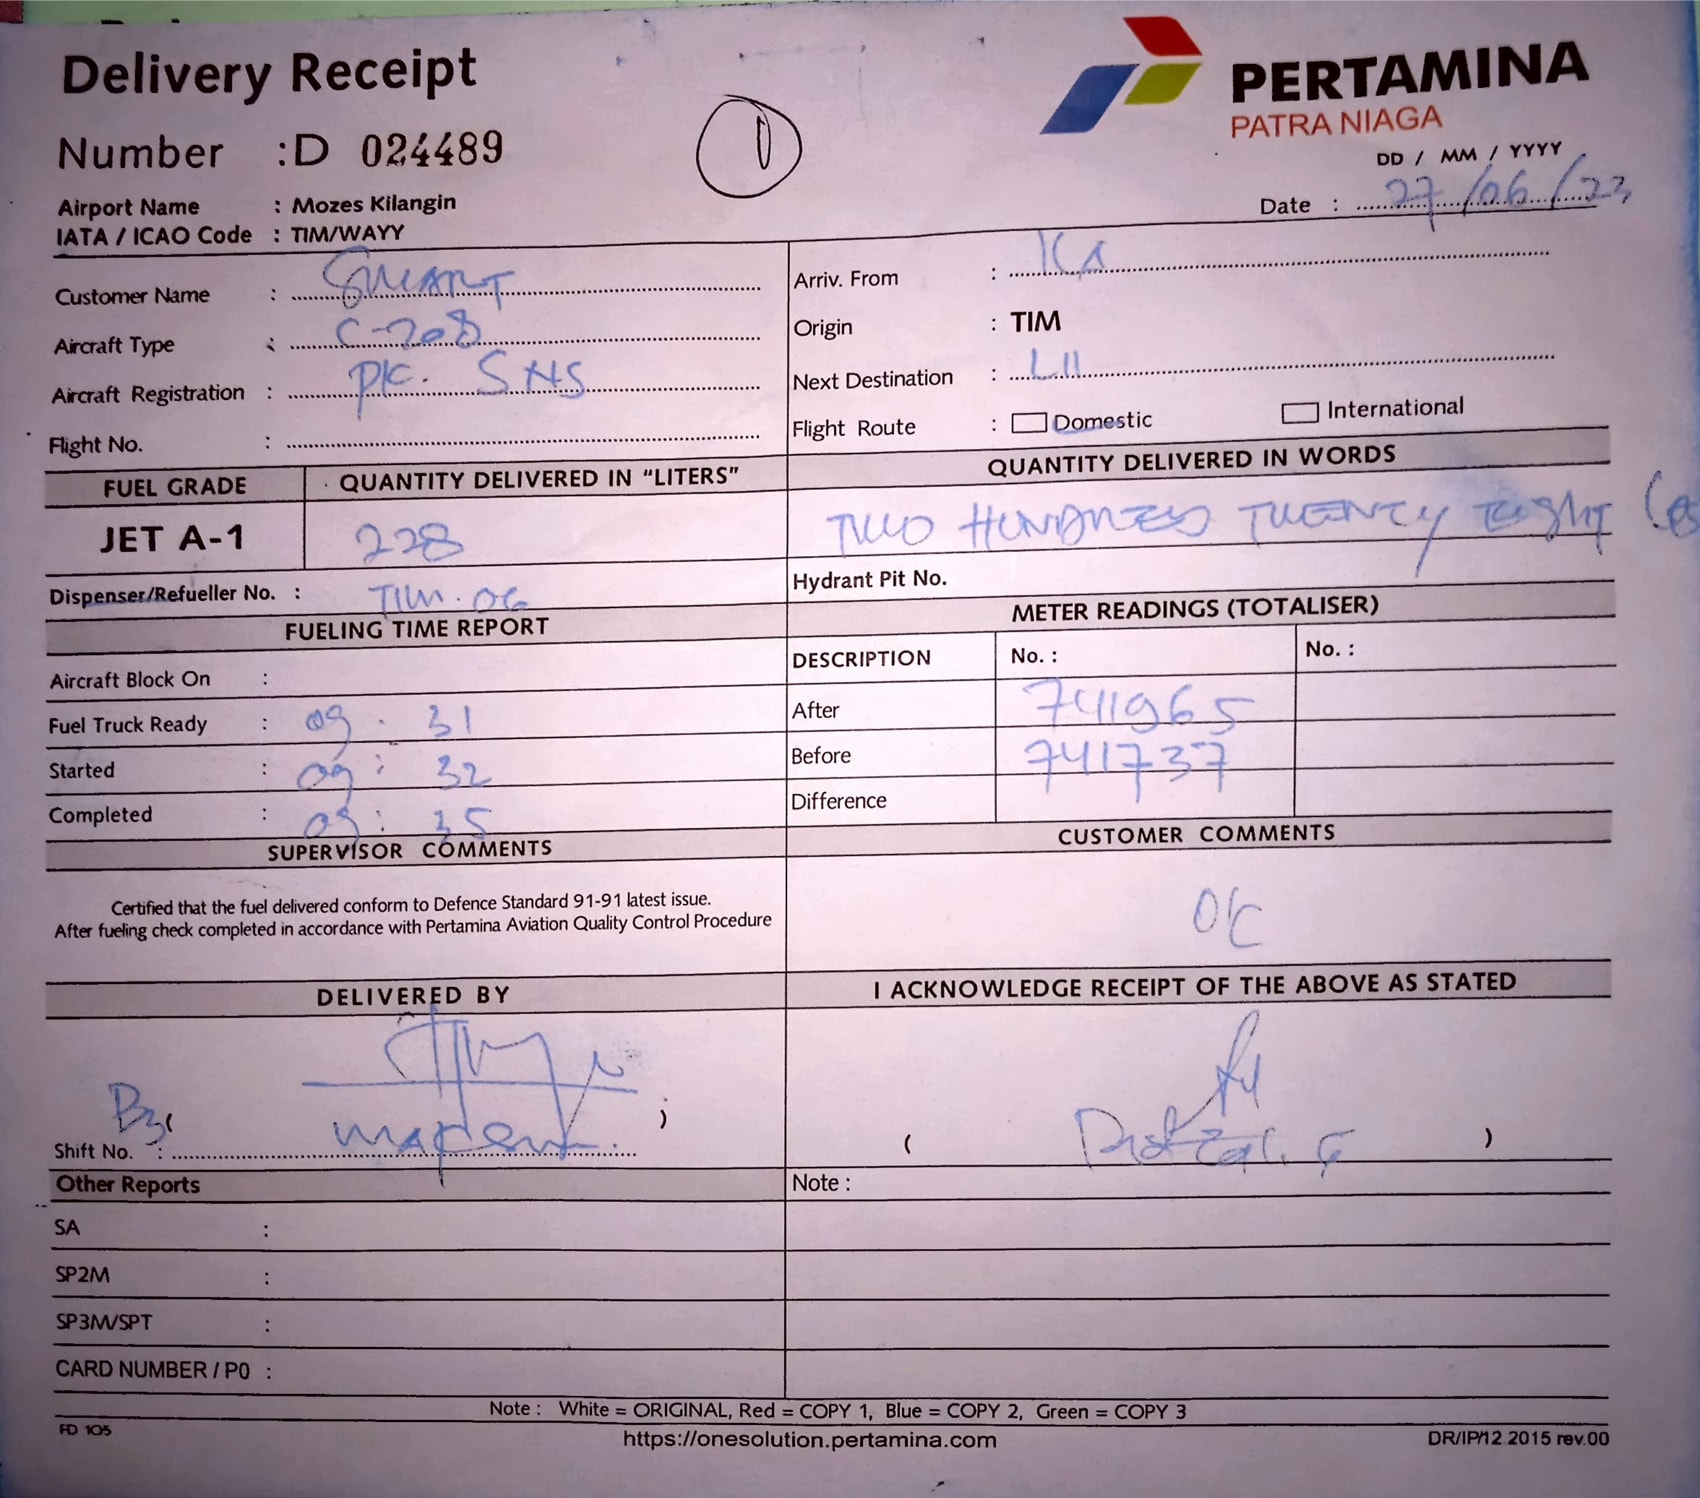 Delivery Receipt
PERTAMINA
PATRA NIAGA
Number : D 024489
DD / MM / YYYY
Date : 27/06/23
Airport Name : Mozes Kilangin
IATA / ICAO Code : TIM/WAYY
Customer Name : SMART
Aircraft Type : C-208
Aircraft Registration : PK. SNS
Flight No. :
Arriv. From :
Origin : TIM
Next Destination : LII
Flight Route : Domestic International
FUEL GRADE QUANTITY DELIVERED IN “LITERS” QUANTITY DELIVERED IN WORDS
JET A-1 228 TWO HUNDRED TWENTY Eight
Dispenser/Refueller No. : TIM. 06 Hydrant Pit No.
FUELING TIME REPORT
Aircraft Block On :
Fuel Truck Ready : 09 : 31
Started : 09 : 32
Completed : 09 : 35
METER READINGS (TOTALISER)
DESCRIPTION No. : No. :
After 741965
Before 741737
Difference
SUPERVISOR COMMENTS
Certified that the fuel delivered conform to Defence Standard 91-91 latest issue.
After fueling check completed in accordance with Pertamina Aviation Quality Control Procedure
CUSTOMER COMMENTS
OK
DELIVERED BY
( )
Shift No. :
I ACKNOWLEDGE RECEIPT OF THE ABOVE AS STATED
( )
Other Reports
SA :
SP2M :
SP3M/SPT :
CARD NUMBER / P0 :
Note :
Note : White = ORIGINAL, Red = COPY 1, Blue = COPY 2, Green = COPY 3
FD 105
https://onesolution.pertamina.com
DR/IP/12 2015 rev.00